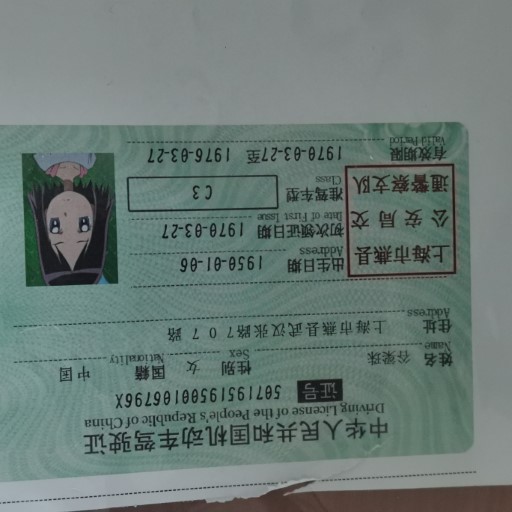 中华人民共和国机动车驾驶证
Driving License of the People's Republic of China
证号 50719519500106796X
姓名 谷梁珠 性别 女 国籍 中国
Name Sex Nationality
住址 上海市燕县武汉张路707路
Address
上海市燕县
公安局交
通警察支队
出生日期 1950-01-06
Address
初次领证日期 1970-03-27
Date of First Issue
准驾车型 C3
Class
有效期限 1970-03-27至 1976-03-27
Valid Period